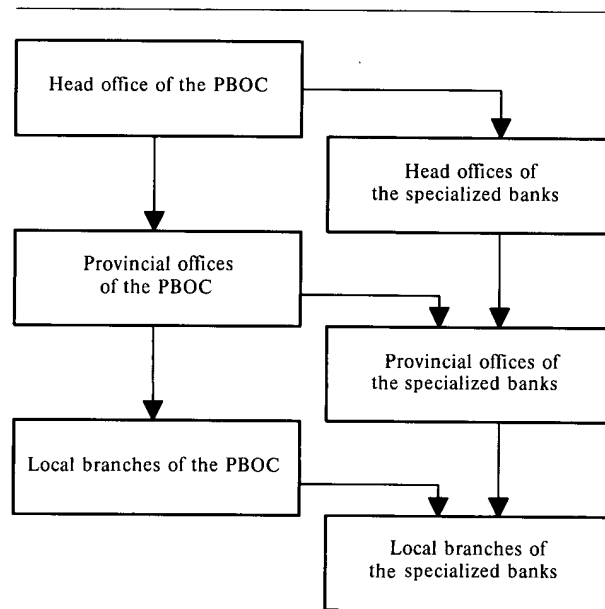 Head office of the PBOC
Head offices of
the specialized banks
Provincial offices
of the PBOC
Provincial offices of
the specialized banks
Local branches of the PBOC
Local branches of
the specialized banks